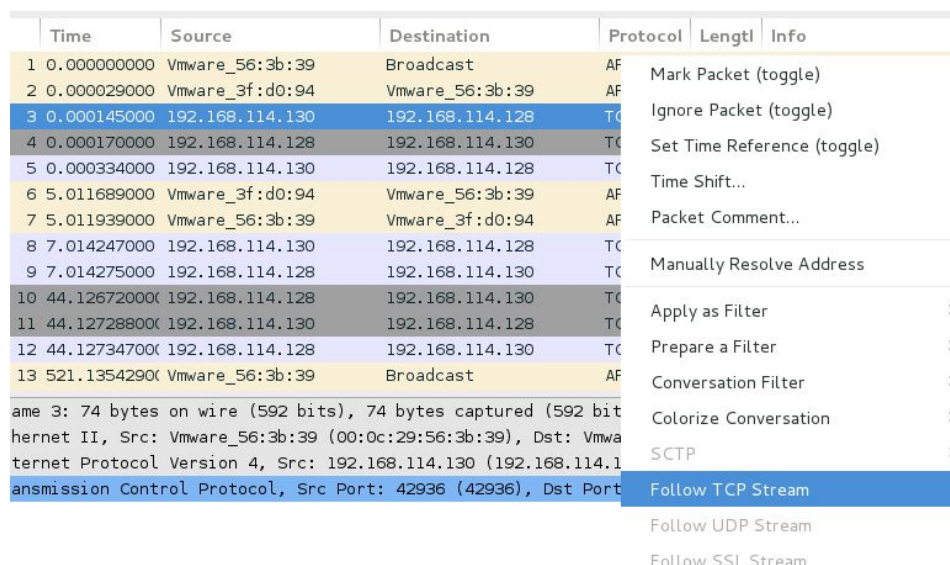 Time Source Destination Protocol Lengtl Info
1 0.000000000 Vmware_56:3b:39 Broadcast AF
2 0.000029000 Vmware_3f:d0:94 Vmware_56:3b:39 AF
3 0.000145000 192.168.114.130 192.168.114.128 TC
4 0.000170000 192.168.114.128 192.168.114.130 TC
5 0.000334000 192.168.114.130 192.168.114.128 TC
6 5.011689000 Vmware_3f:d0:94 Vmware_56:3b:39 AF
7 5.011939000 Vmware_56:3b:39 Vmware_3f:d0:94 AF
8 7.014247000 192.168.114.130 192.168.114.128 TC
9 7.014275000 192.168.114.128 192.168.114.130 TC
10 44.12672000( 192.168.114.128 192.168.114.130 TC
11 44.12728800( 192.168.114.130 192.168.114.128 TC
12 44.12734700( 192.168.114.128 192.168.114.130 TC
13 521.1354290( Vmware_56:3b:39 Broadcast AF
ame 3: 74 bytes on wire (592 bits), 74 bytes captured (592 bit
hernet II, Src: Vmware_56:3b:39 (00:0c:29:56:3b:39), Dst: Vmwa
ternet Protocol Version 4, Src: 192.168.114.130 (192.168.114.1
ansmission Control Protocol, Src Port: 42936 (42936), Dst Port
Mark Packet (toggle)
Ignore Packet (toggle)
Set Time Reference (toggle)
Time Shift...
Packet Comment...
Manually Resolve Address
Apply as Filter
Prepare a Filter
Conversation Filter
Colorize Conversation
SCTP
Follow TCP Stream
Follow UDP Stream
Follow SSL Stream